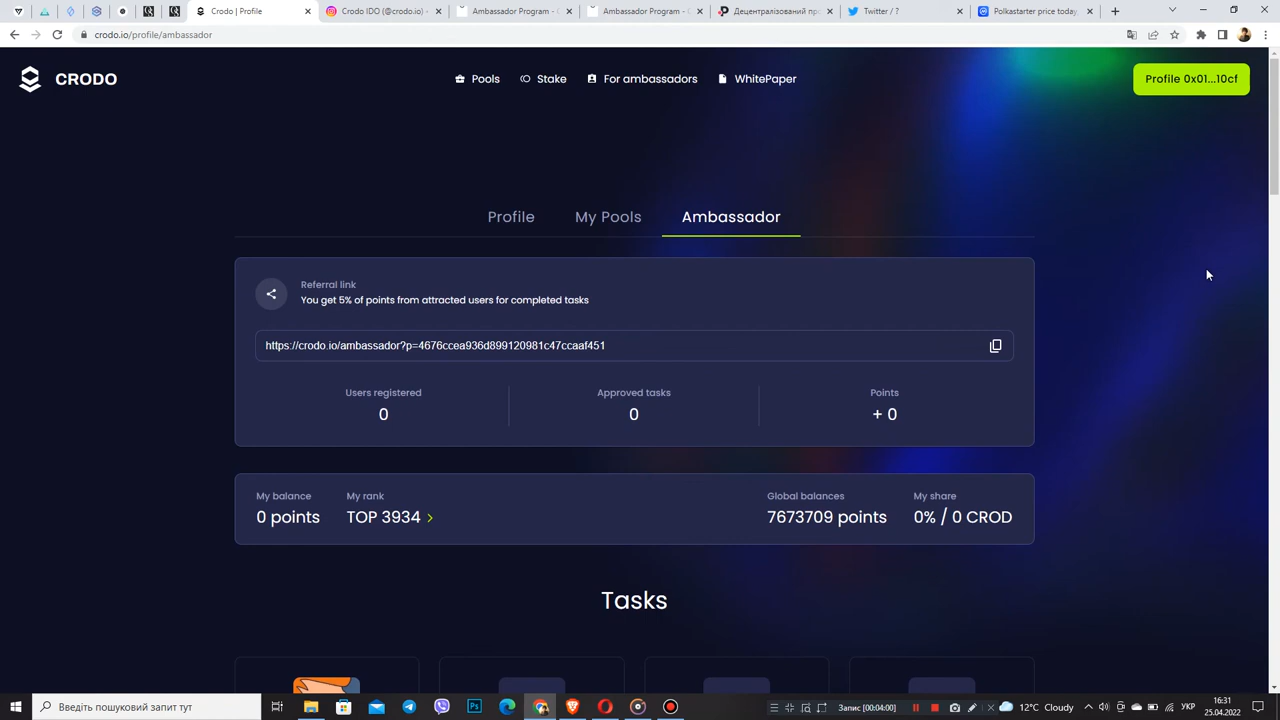 Crodo | Profile
Crodo IDO (@crodo.io) •
Ambassador Program - C
Ambassador Program - C
Децентралізований про
Twitter / ?
Polkastarter price today,
crodo.io/profile/ambassador
CRODO
Pools
Stake
For ambassadors
WhitePaper
Profile 0x01...10cf
Profile
My Pools
Ambassador
Referral link
You get 5% of points from attracted users for completed tasks
https://crodo.io/ambassador?p=4676ccea936d899120981c47ccaaf451
Users registered
Approved tasks
Points
0
0
+ 0
My balance
My rank
Global balances
My share
0 points
TOP 3934 >
7673709 points
0% / 0 CROD
Tasks
Введіть пошуковий запит тут
Запис [00:04:00]
12°C Cloudy
УКР
16:31
25.04.2022